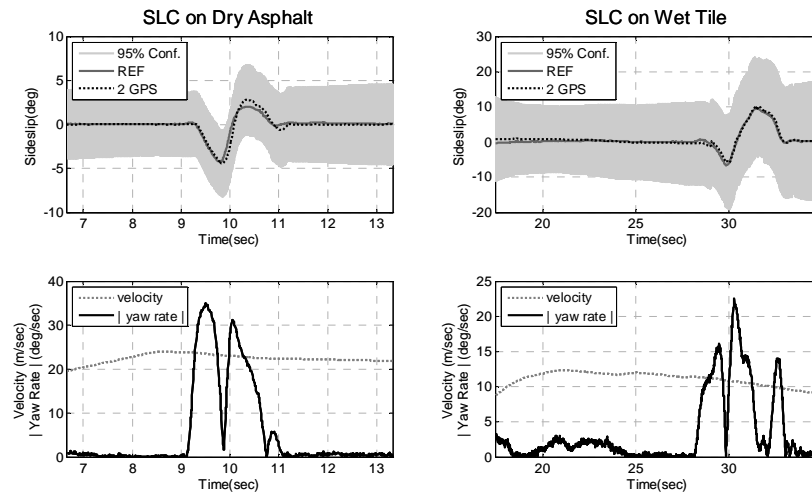 SLC on Dry Asphalt
10
5
0
-5
-10
Sideslip(deg)
95% Conf.
REF
2 GPS
7 8 9 10 11 12 13
Time(sec)
SLC on Wet Tile
30
20
10
0
-10
-20
Sideslip(deg)
95% Conf.
REF
2 GPS
20 25 30
Time(sec)
40
30
20
10
0
Velocity (m/sec)
| Yaw Rate | (deg/sec)
velocity
| yaw rate |
7 8 9 10 11 12 13
Time(sec)
25
20
15
10
5
0
Velocity (m/sec)
| Yaw Rate | (deg/sec)
velocity
| yaw rate |
20 25 30
Time(sec)